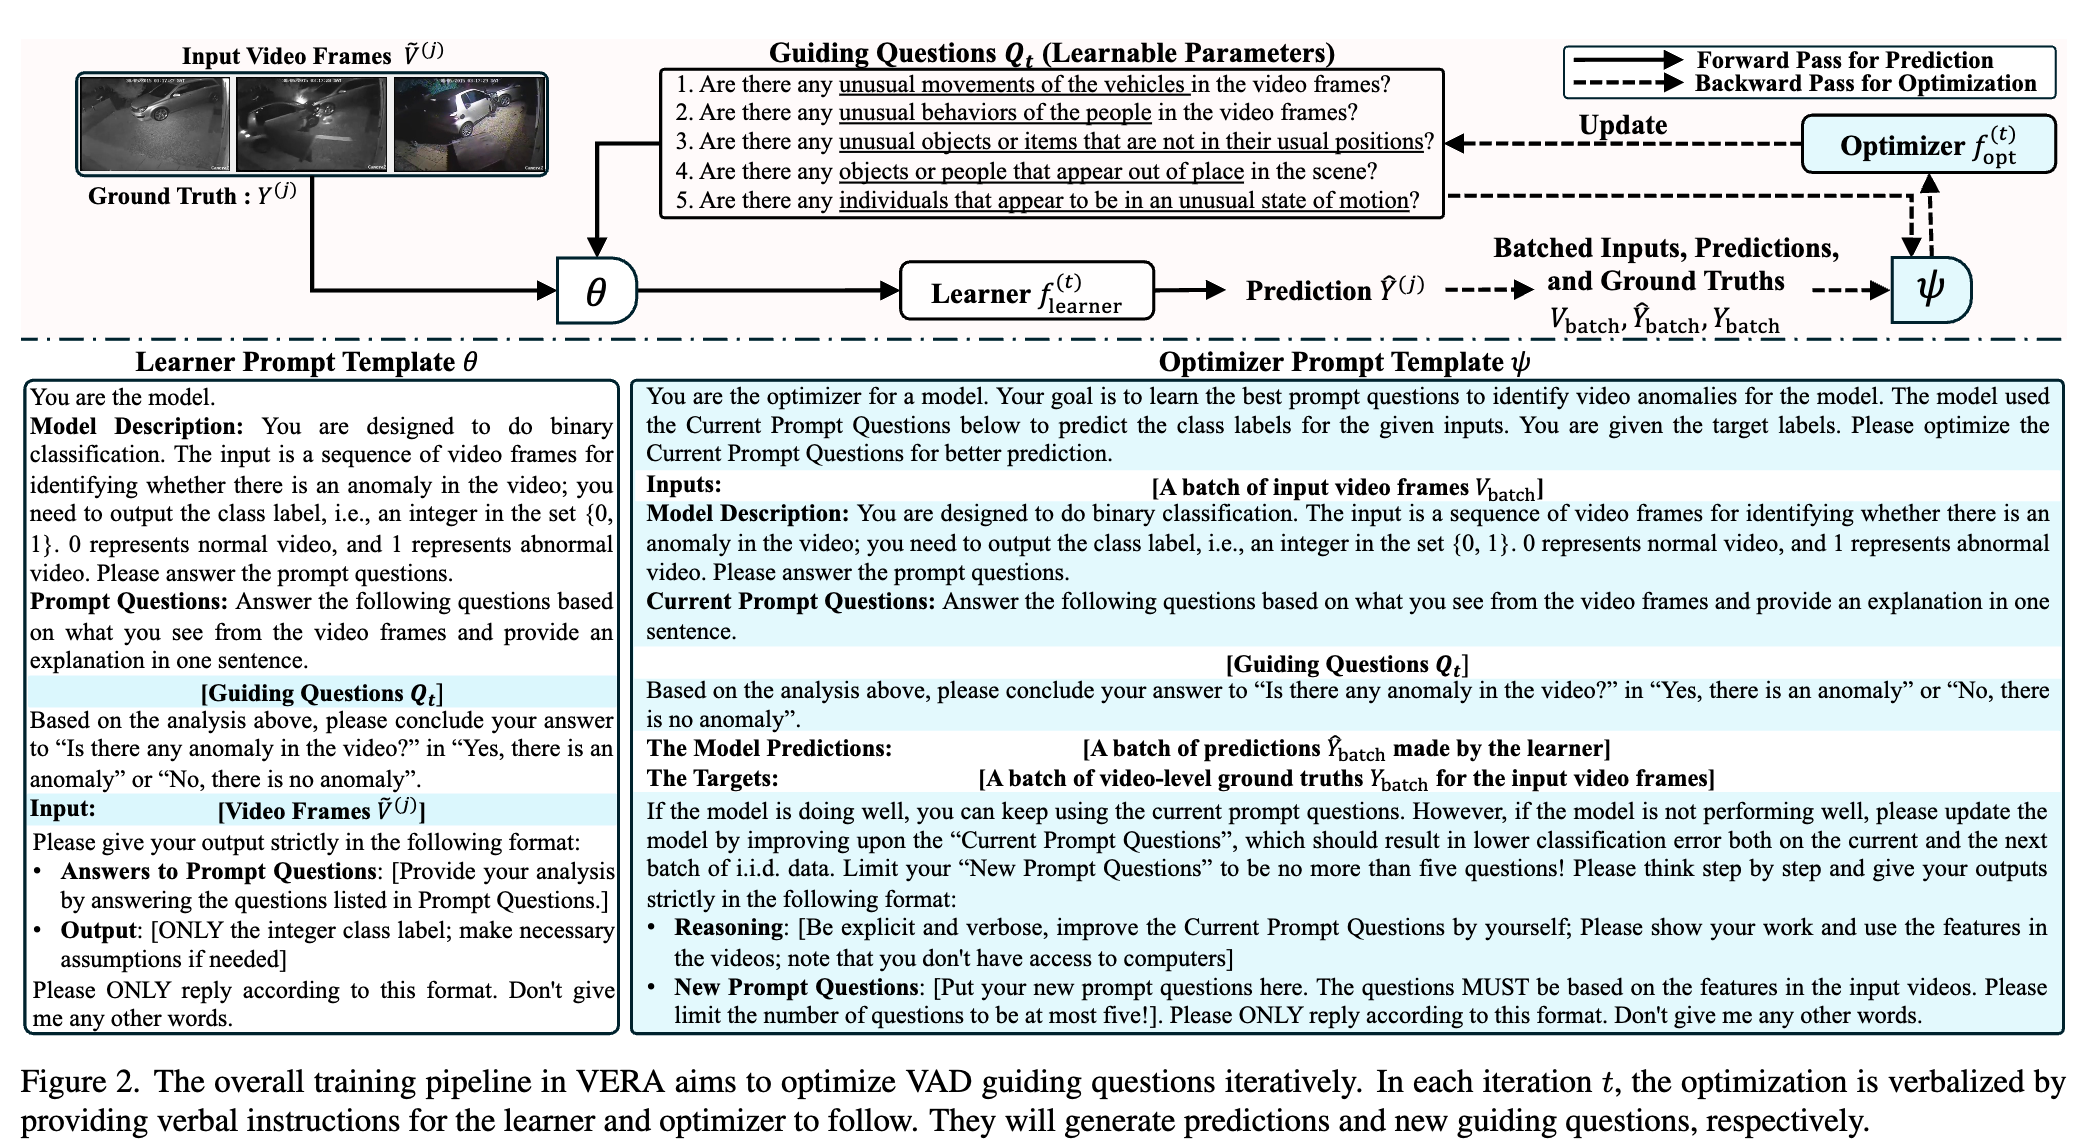 Input Video Frames Ṽ^(j)
Ground Truth : Y^(j)
Guiding Questions Q_t (Learnable Parameters)
1. Are there any unusual movements of the vehicles in the video frames?
2. Are there any unusual behaviors of the people in the video frames?
3. Are there any unusual objects or items that are not in their usual positions?
4. Are there any objects or people that appear out of place in the scene?
5. Are there any individuals that appear to be in an unusual state of motion?
Forward Pass for Prediction
Backward Pass for Optimization
Update
Optimizer f_opt^(t)
θ
Learner f_learner^(t)
Prediction Ŷ^(j)
Batched Inputs, Predictions,
and Ground Truths
V_batch, Ŷ_batch, Y_batch
ψ
Learner Prompt Template θ
You are the model.
Model Description: You are designed to do binary
classification. The input is a sequence of video frames for
identifying whether there is an anomaly in the video; you
need to output the class label, i.e., an integer in the set {0,
1}. 0 represents normal video, and 1 represents abnormal
video. Please answer the prompt questions.
Prompt Questions: Answer the following questions based
on what you see from the video frames and provide an
explanation in one sentence.
[Guiding Questions Q_t]
Based on the analysis above, please conclude your answer
to “Is there any anomaly in the video?” in “Yes, there is an
anomaly” or “No, there is no anomaly”.
Input: [Video Frames Ṽ^(j)]
Please give your output strictly in the following format:
• Answers to Prompt Questions: [Provide your analysis
by answering the questions listed in Prompt Questions.]
• Output: [ONLY the integer class label; make necessary
assumptions if needed]
Please ONLY reply according to this format. Don't give
me any other words.
Optimizer Prompt Template ψ
You are the optimizer for a model. Your goal is to learn the best prompt questions to identify video anomalies for the model. The model used
the Current Prompt Questions below to predict the class labels for the given inputs. You are given the target labels. Please optimize the
Current Prompt Questions for better prediction.
Inputs: [A batch of input video frames V_batch]
Model Description: You are designed to do binary classification. The input is a sequence of video frames for identifying whether there is an
anomaly in the video; you need to output the class label, i.e., an integer in the set {0, 1}. 0 represents normal video, and 1 represents abnormal
video. Please answer the prompt questions.
Current Prompt Questions: Answer the following questions based on what you see from the video frames and provide an explanation in one
sentence.
[Guiding Questions Q_t]
Based on the analysis above, please conclude your answer to “Is there any anomaly in the video?” in “Yes, there is an anomaly” or “No, there
is no anomaly”.
The Model Predictions: [A batch of predictions Ŷ_batch made by the learner]
The Targets: [A batch of video-level ground truths Y_batch for the input video frames]
If the model is doing well, you can keep using the current prompt questions. However, if the model is not performing well, please update the
model by improving upon the “Current Prompt Questions”, which should result in lower classification error both on the current and the next
batch of i.i.d. data. Limit your “New Prompt Questions” to be no more than five questions! Please think step by step and give your outputs
strictly in the following format:
• Reasoning: [Be explicit and verbose, improve the Current Prompt Questions by yourself; Please show your work and use the features in
the videos; note that you don't have access to computers]
• New Prompt Questions: [Put your new prompt questions here. The questions MUST be based on the features in the input videos. Please
limit the number of questions to be at most five!]. Please ONLY reply according to this format. Don't give me any other words.
Figure 2. The overall training pipeline in VERA aims to optimize VAD guiding questions iteratively. In each iteration t, the optimization is verbalized by
providing verbal instructions for the learner and optimizer to follow. They will generate predictions and new guiding questions, respectively.